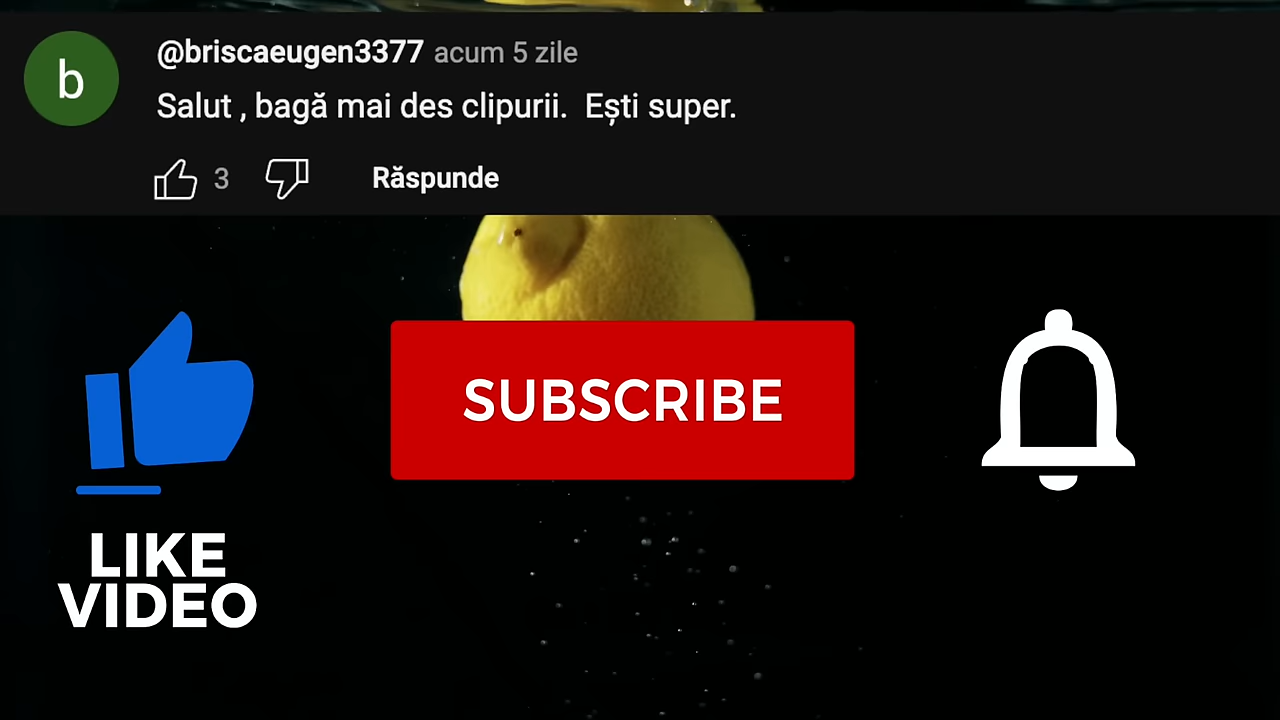 b
@briscaeugen3377 acum 5 zile
Salut , bagă mai des clipurii.  Ești super.
3
Răspunde
SUBSCRIBE
LIKE
VIDEO